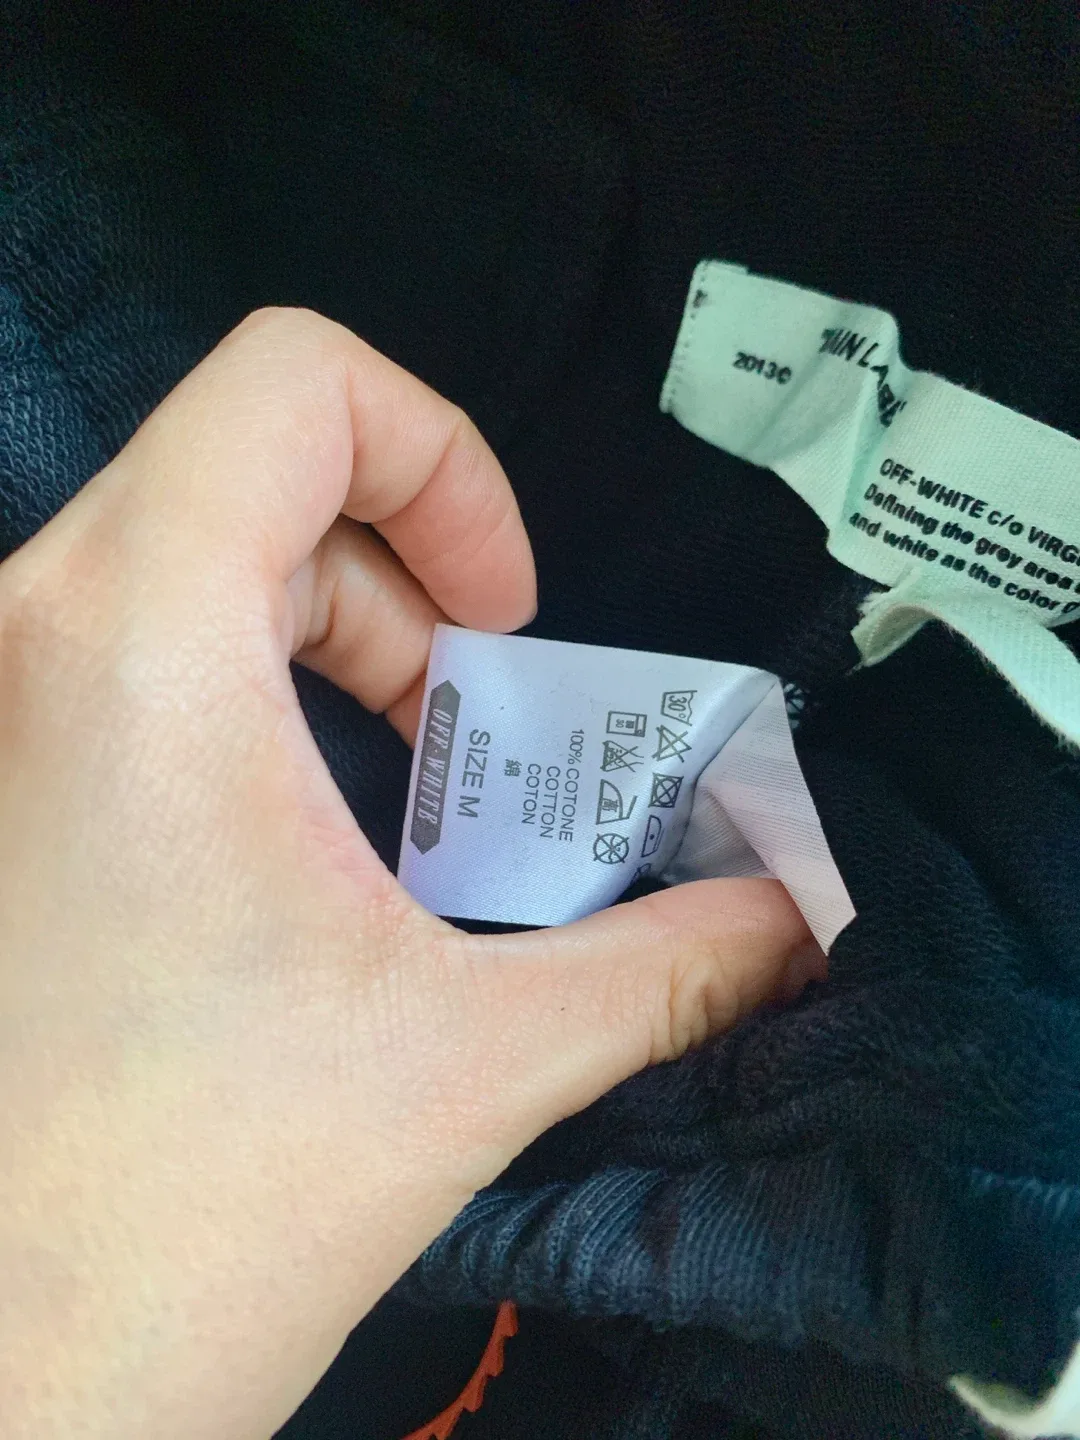 2013©
OFF-WHITE c/o
Defining the grey area
and white as the color
OFF-WHITE
SIZE M
綿
100% COTONE
COTTON
COTON
30°
30